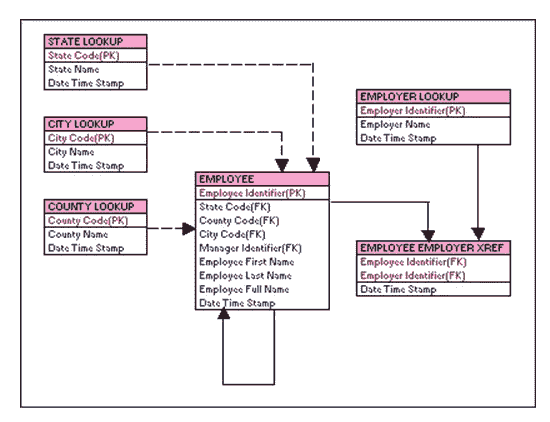 STATE LOOKUP
State Code(PK)
State Name
Date Time Stamp
CITY LOOKUP
City Code(PK)
City Name
Date Time Stamp
COUNTY LOOKUP
County Code(PK)
County Name
Date Time Stamp
EMPLOYEE
Employee Identifier(PK)
State Code(FK)
County Code(FK)
City Code(FK)
Manager Identifier(FK)
Employee First Name
Employee Last Name
Employee Full Name
Date Time Stamp
EMPLOYER LOOKUP
Employer Identifier(PK)
Employer Name
Date Time Stamp
EMPLOYEE EMPLOYER XREF
Employee Identifier(FK)
Employer Identifier(FK)
Date Time Stamp